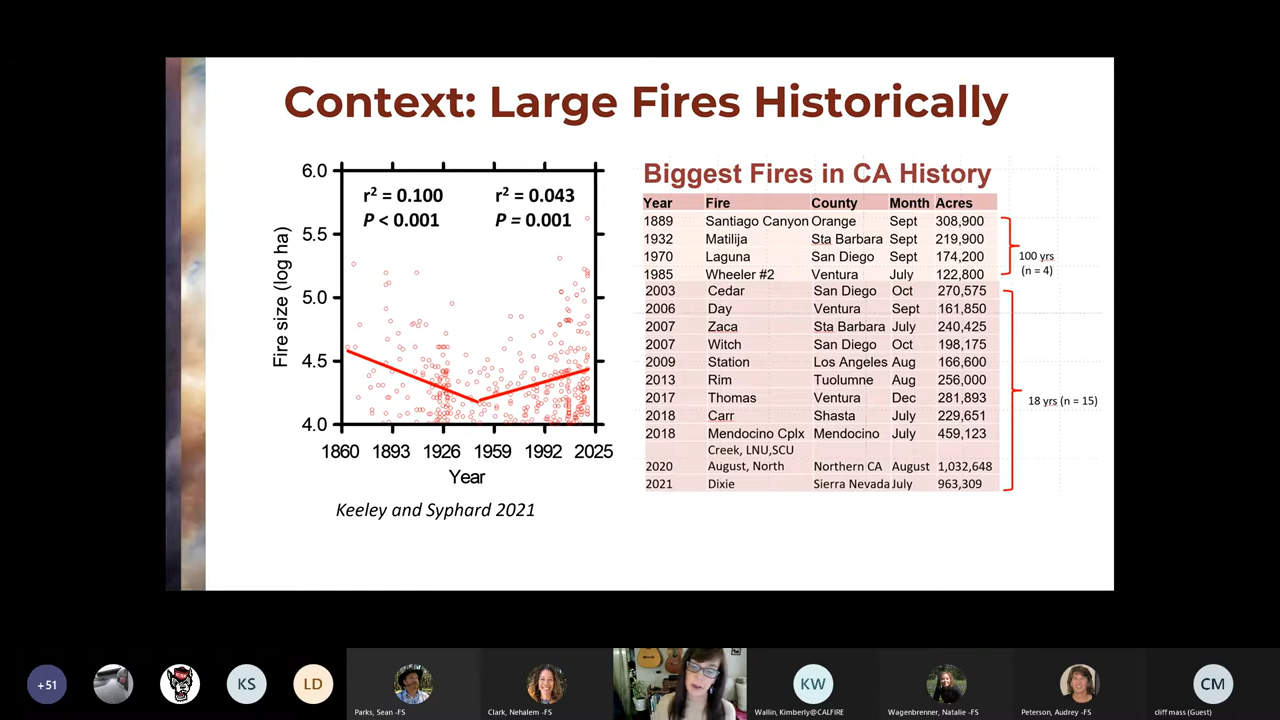 Context: Large Fires Historically
6.0
5.5
5.0
4.5
4.0
Fire size (log ha)
r² = 0.100
P < 0.001
r² = 0.043
P = 0.001
1860 1893 1926 1959 1992 2025
Year
Keeley and Syphard 2021
Biggest Fires in CA History
Year Fire County Month Acres
1889 Santiago Canyon Orange Sept 308,900
1932 Matilija Sta Barbara Sept 219,900
1970 Laguna San Diego Sept 174,200
1985 Wheeler #2 Ventura July 122,800
2003 Cedar San Diego Oct 270,575
2006 Day Ventura Sept 161,850
2007 Zaca Sta Barbara July 240,425
2007 Witch San Diego Oct 198,175
2009 Station Los Angeles Aug 166,600
2013 Rim Tuolumne Aug 256,000
2017 Thomas Ventura Dec 281,893
2018 Carr Shasta July 229,651
2018 Mendocino Cplx Mendocino July 459,123
Creek, LNU,SCU
2020 August, North Northern CA August 1,032,648
2021 Dixie Sierra Nevada July 963,309
100 yrs
(n = 4)
18 yrs (n = 15)
+51
KS
LD
KW
CM
Parks, Sean -FS
Clark, Nehalem -FS
Wallin, Kimberly@CALFIRE
Wagenbrenner, Natalie -FS
Peterson, Audrey -FS
cliff mass (Guest)